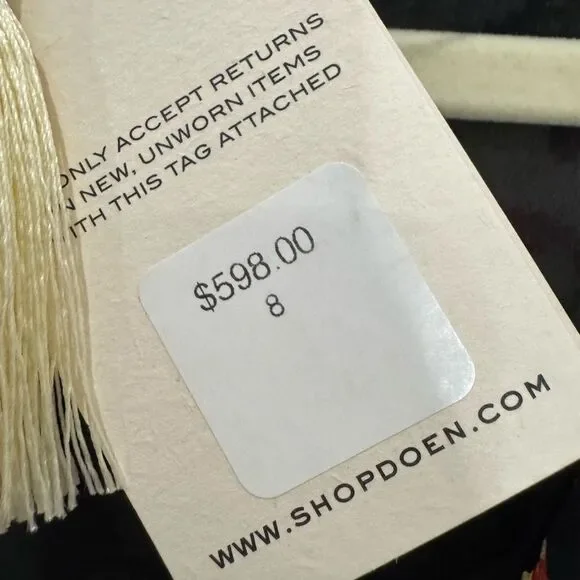 ONLY ACCEPT RETURNS
N NEW, UNWORN ITEMS
ITH THIS TAG ATTACHED
$598.00
8
WWW.SHOPDOEN.COM